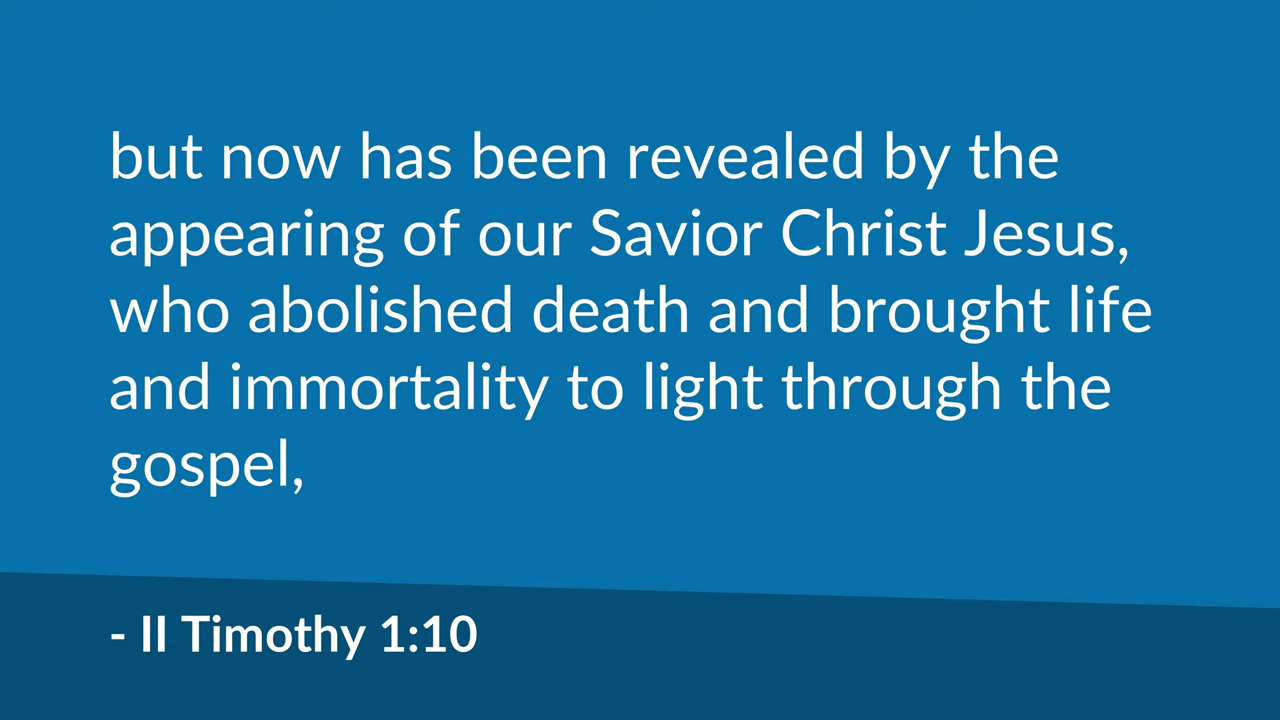 but now has been revealed by the
appearing of our Savior Christ Jesus,
who abolished death and brought life
and immortality to light through the
gospel,
- II Timothy 1:10